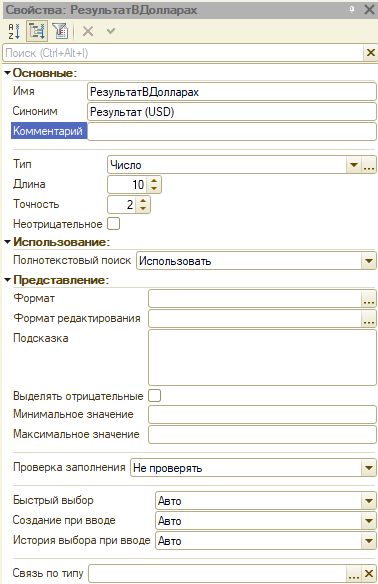 Свойства: РезультатВДолларах
Поиск (Ctrl+Alt+I)
Основные:
Имя РезультатВДолларах
Синоним Результат (USD)
Комментарий
Тип Число
Длина 10
Точность 2
Неотрицательное
Использование:
Полнотекстовый поиск Использовать
Представление:
Формат
Формат редактирования
Подсказка
Выделять отрицательные
Минимальное значение
Максимальное значение
Проверка заполнения Не проверять
Быстрый выбор Авто
Создание при вводе Авто
История выбора при вводе Авто
Связь по типу